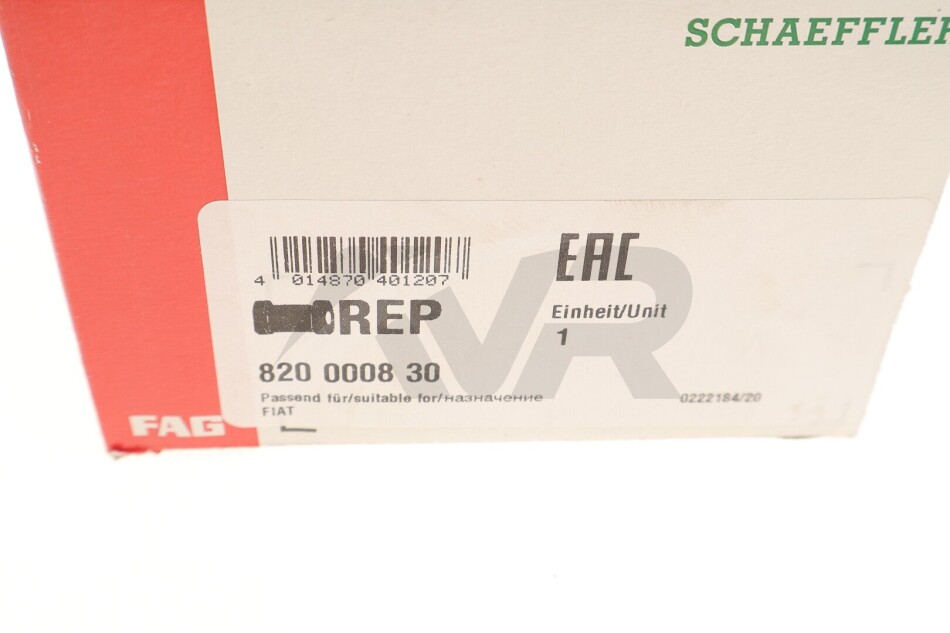 SCHAEFFLER
4 014870 401207
EAC
REP
Einheit/Unit
1
820 0008 30
Passend für/suitable for/назначение
0222184/20
FIAT
FAG
VR